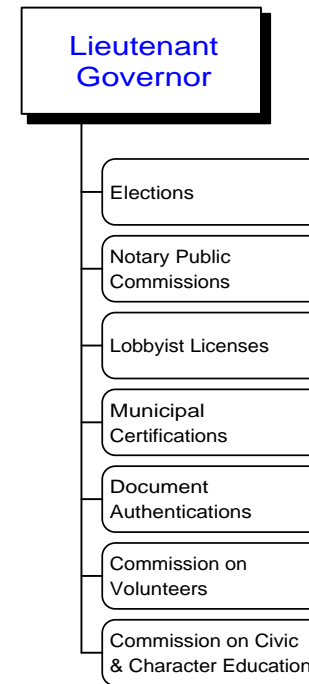 Lieutenant
Governor
Elections
Notary Public
Commissions
Lobbyist Licenses
Municipal
Certifications
Document
Authentications
Commission on
Volunteers
Commission on Civic
& Character Education